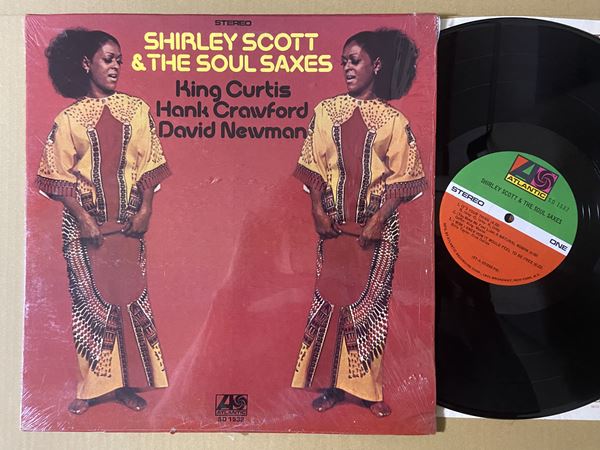 STEREO
SHIRLEY SCOTT
& THE SOUL SAXES
King Curtis
Hank Crawford
David Newman
ATLANTIC
SD 1532
ATLANTIC
STEREO
SHIRLEY SCOTT & THE SOUL SAXES
ONE